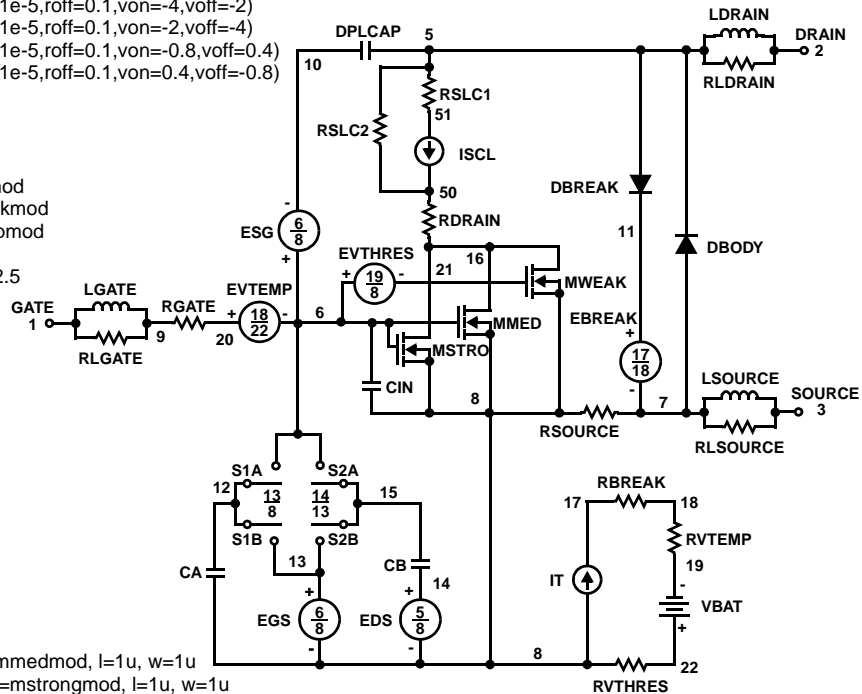 1e-5,roff=0.1,von=-4,voff=-2)
1e-5,roff=0.1,von=-2,voff=-4)
1e-5,roff=0.1,von=-0.8,voff=0.4)
1e-5,roff=0.1,von=0.4,voff=-0.8)
LDRAIN
DPLCAP
5
DRAIN
2
10
RLDRAIN
RSLC1
51
RSLC2
ISCL
50
nod
kmod
omod
-
RDRAIN
DBREAK
ESG
6
8
11
DBODY
+
EVTHRES
+
19
8
-
21
16
MWEAK
2.5
LGATE
EVTEMP
GATE
1
RGATE
+
18
22
-
6
MMED
EBREAK
+
9
20
MSTRO
17
18
RLGATE
CIN
-
LSOURCE
SOURCE
3
8
7
RSOURCE
RLSOURCE
S1A
S2A
12
13
8
14
13
15
RBREAK
17
18
S1B
S2B
RVTEMP
13
CB
CA
19
14
IT
-
+
+
VBAT
EGS
6
8
EDS
5
8
+
-
-
8
22
RVTHRES
mmedmod, l=1u, w=1u
=mstrongmod, l=1u, w=1u